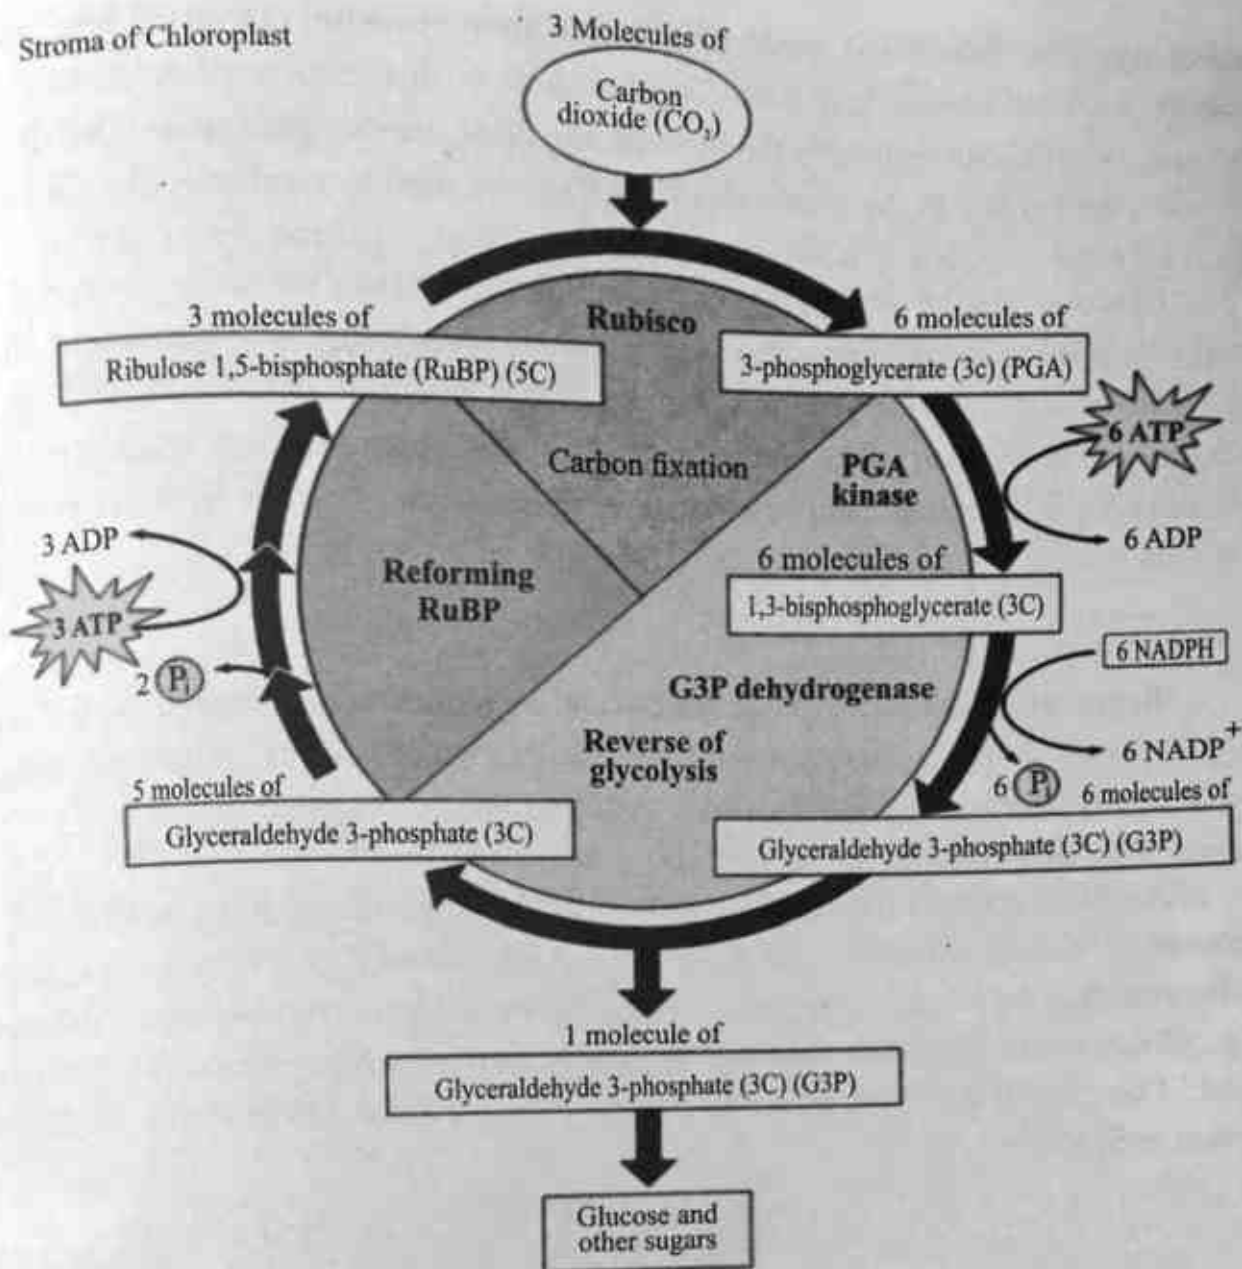 Stroma of Chloroplast
3 Molecules of
Carbon
dioxide (CO₂)
3 molecules of
Ribulose 1,5-bisphosphate (RuBP) (5C)
Rubisco
6 molecules of
3-phosphoglycerate (3c) (PGA)
Carbon fixation
PGA
kinase
6 ATP
6 ADP
3 ADP
3 ATP
2 Pi
Reforming
RuBP
6 molecules of
1,3-bisphosphoglycerate (3C)
6 NADPH
G3P dehydrogenase
6 NADP+
6 Pi
Reverse of
glycolysis
5 molecules of
Glyceraldehyde 3-phosphate (3C)
6 molecules of
Glyceraldehyde 3-phosphate (3C) (G3P)
1 molecule of
Glyceraldehyde 3-phosphate (3C) (G3P)
Glucose and
other sugars